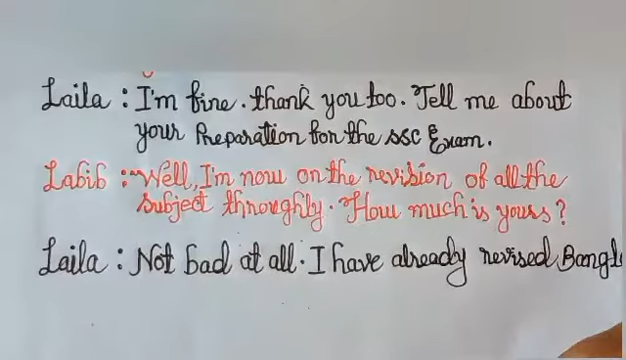 Laila : I'm fine. thank you too. Tell me about
your Preparation for the SSC Exam.
Labib : Well, I'm now on the revision of all the
subject throughly. How much is yours?
Laila : Not bad at all. I have already revised Bangl